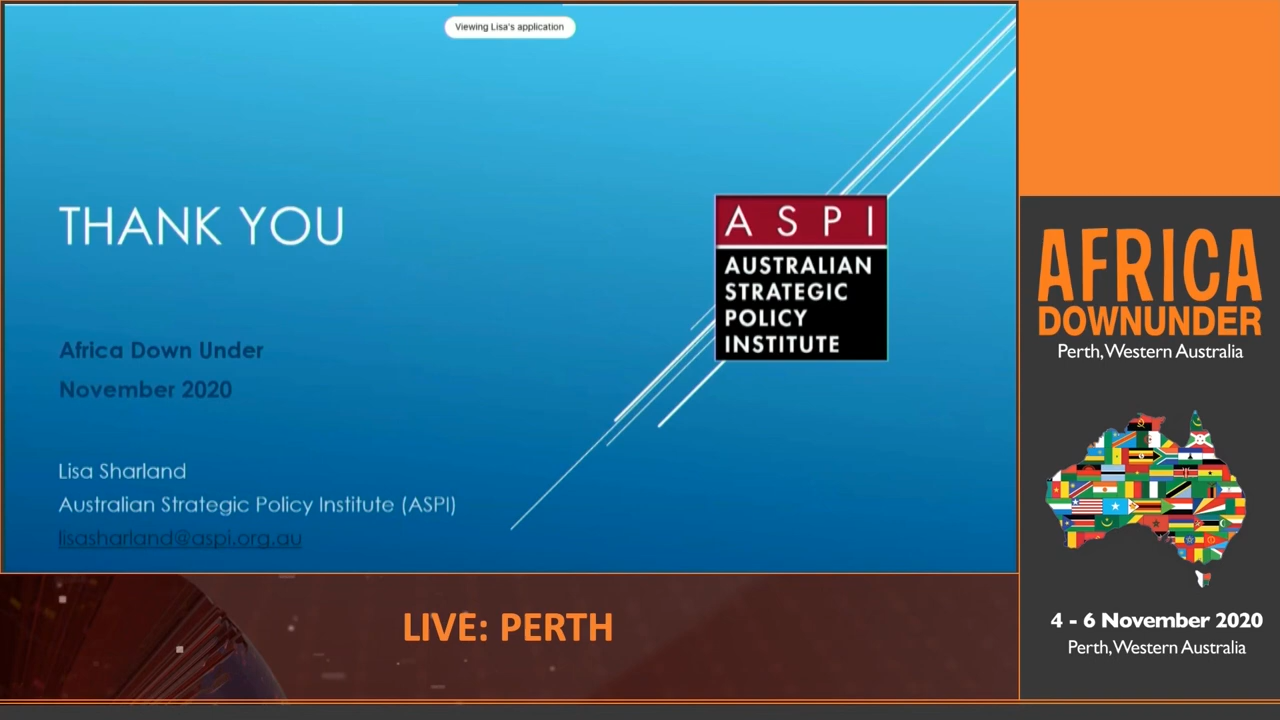 Viewing Lisa's application
THANK YOU
Africa Down Under
November 2020
Lisa Sharland
Australian Strategic Policy Institute (ASPI)
lisasharland@aspi.org.au
ASPI
AUSTRALIAN
STRATEGIC
POLICY
INSTITUTE
LIVE: PERTH
AFRICA
DOWNUNDER
Perth, Western Australia
4 - 6 November 2020
Perth, Western Australia